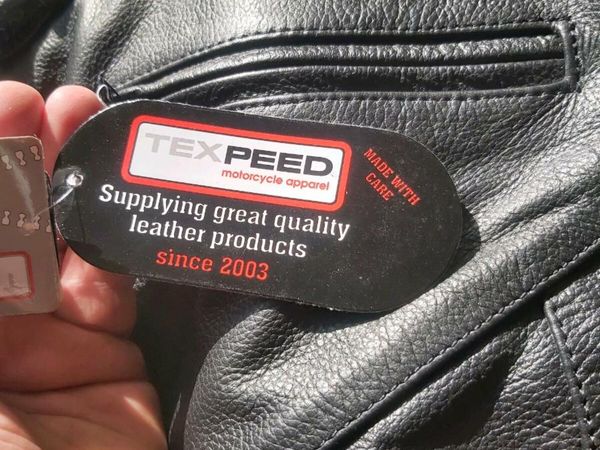 TEXPEED
motorcycle apparel
Supplying great quality
leather products
since 2003
MADE WITH
CARE